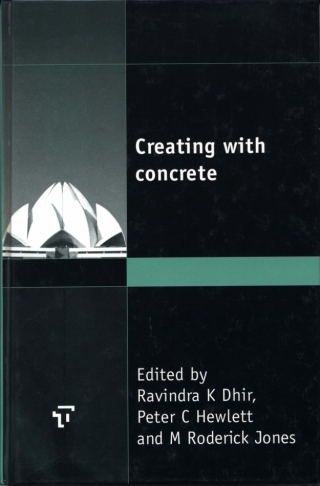 Creating with
concrete
Edited by
Ravindra K Dhir,
Peter C Hewlett
and M Roderick Jones